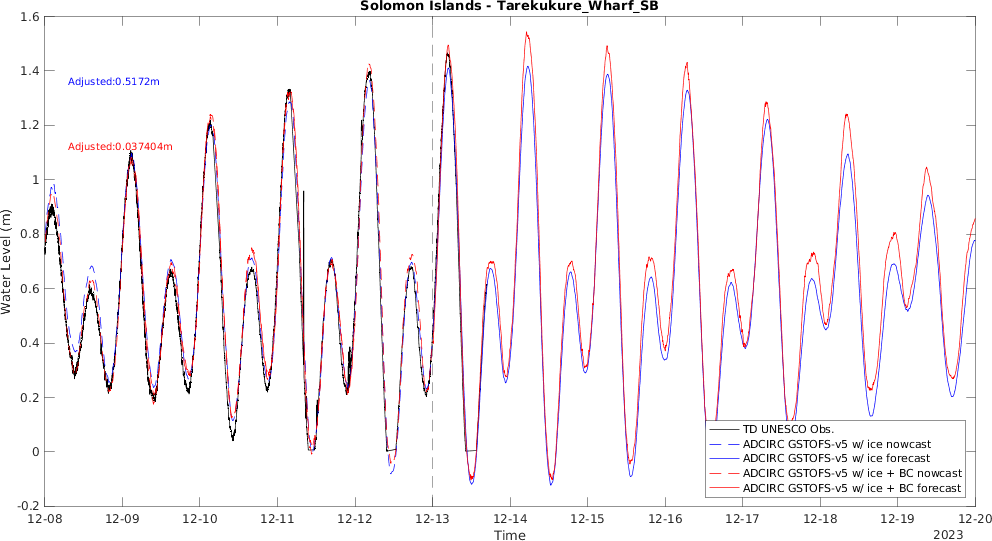 Solomon Islands - Tarekukure_Wharf_SB
1.6
1.4
1.2
1
0.8
0.6
0.4
0.2
0
-0.2
Water Level (m)
Adjusted:0.5172m
Adjusted:0.037404m
TD UNESCO Obs.
ADCIRC GSTOFS-v5 w/ ice nowcast
ADCIRC GSTOFS-v5 w/ ice forecast
ADCIRC GSTOFS-v5 w/ ice + BC nowcast
ADCIRC GSTOFS-v5 w/ ice + BC forecast
12-08 12-09 12-10 12-11 12-12 12-13 12-14 12-15 12-16 12-17 12-18 12-19 12-20
Time
2023